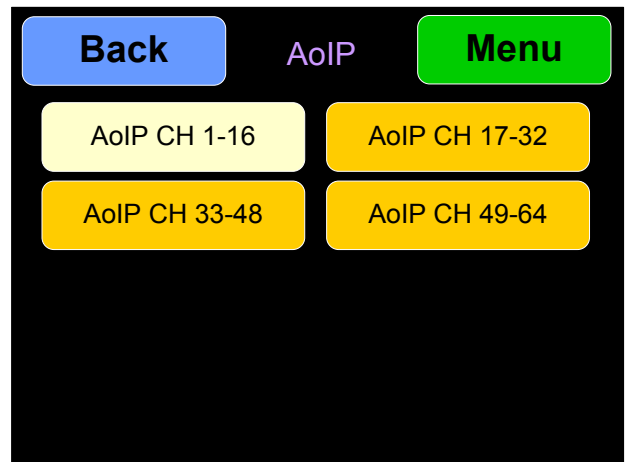 Back AoIP Menu
AoIP CH 1-16 AoIP CH 17-32
AoIP CH 33-48 AoIP CH 49-64